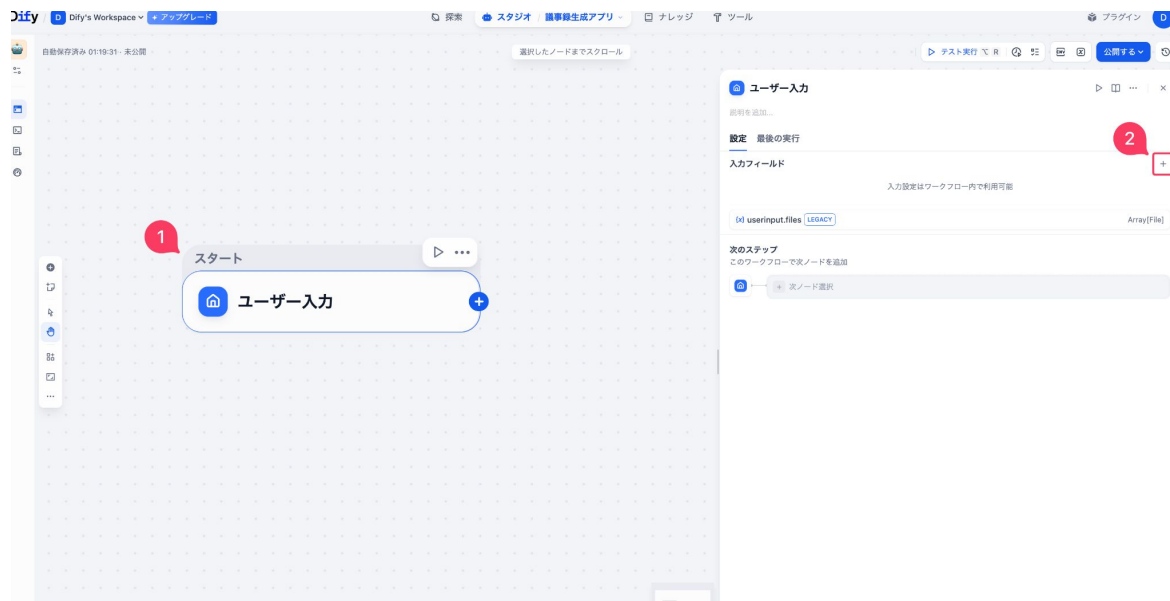 Dify / D Dify's Workspace + アップグレード 探索 スタジオ / 議事録生成アプリ ナレッジ ツール プラグイン D
自動保存済み 01:19:31 · 未公開 選択したノードまでスクロール テスト実行 ⌥ R ENV 公開する
ユーザー入力
説明を追加...
設定 最後の実行
2
入力フィールド +
入力設定はワークフロー内で利用可能
{x} userinput.files LEGACY Array[File]
1
スタート
ユーザー入力
次のステップ
このワークフローで次ノードを追加
+ 次ノード選択